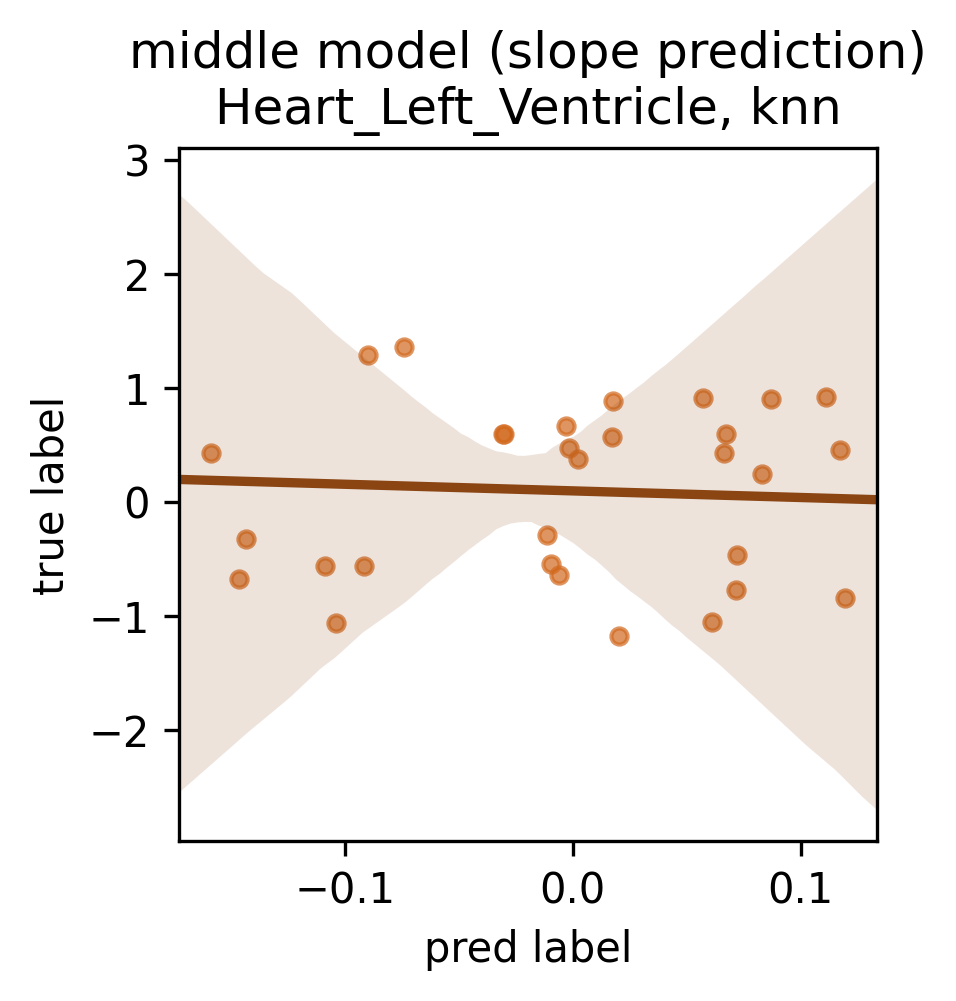 middle model (slope prediction)
Heart_Left_Ventricle, knn
3
2
1
0
−1
−2
true label
−0.1
0.0
0.1
pred label